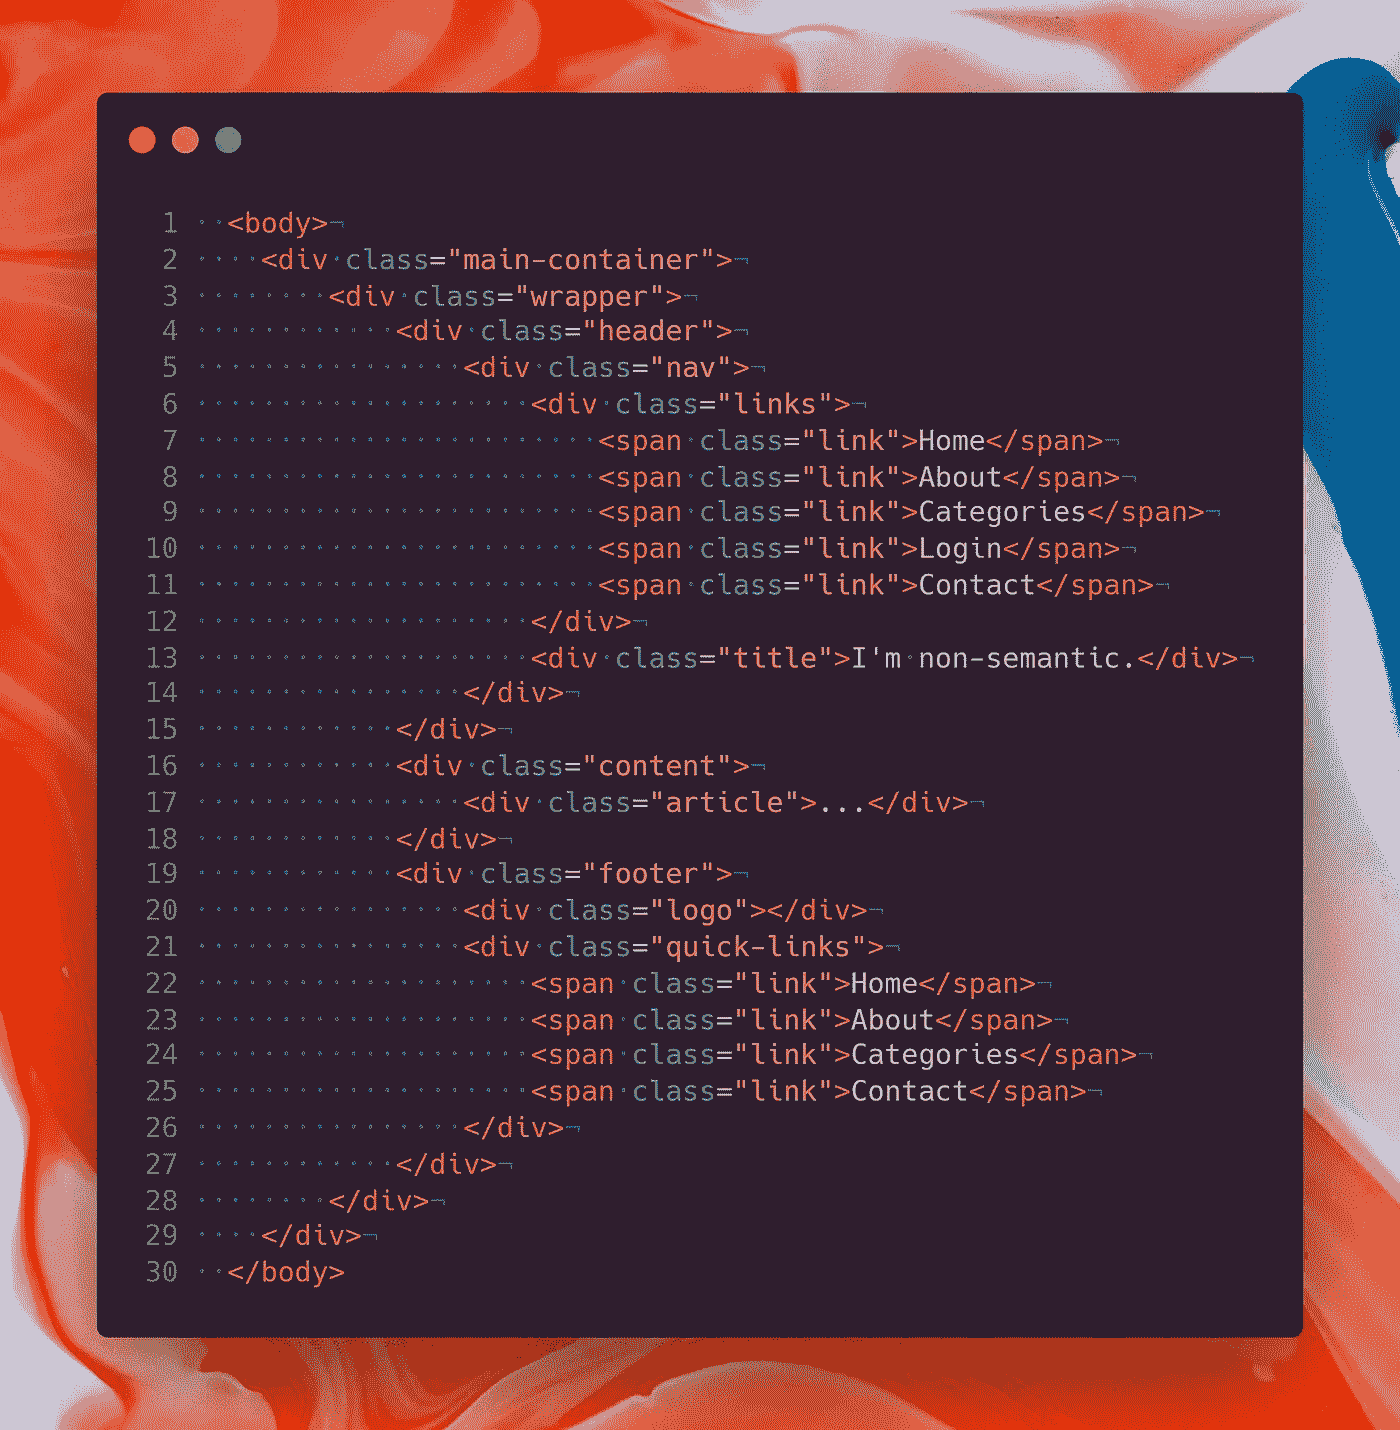 1 <body>
2 <div class="main-container">
3 <div class="wrapper">
4 <div class="header">
5 <div class="nav">
6 <div class="links">
7 <span class="link">Home</span>
8 <span class="link">About</span>
9 <span class="link">Categories</span>
10 <span class="link">Login</span>
11 <span class="link">Contact</span>
12 </div>
13 <div class="title">I'm non-semantic.</div>
14 </div>
15 </div>
16 <div class="content">
17 <div class="article">...</div>
18 </div>
19 <div class="footer">
20 <div class="logo"></div>
21 <div class="quick-links">
22 <span class="link">Home</span>
23 <span class="link">About</span>
24 <span class="link">Categories</span>
25 <span class="link">Contact</span>
26 </div>
27 </div>
28 </div>
29 </div>
30 </body>